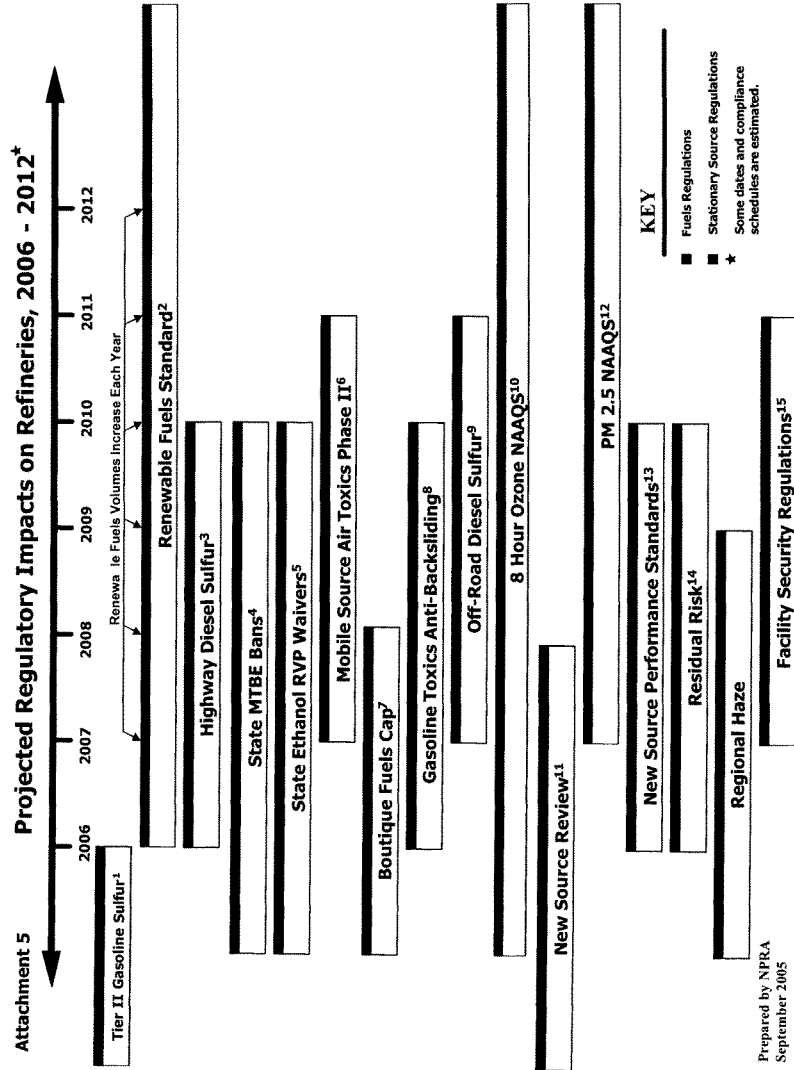 Attachment 5
Projected Regulatory Impacts on Refineries, 2006 - 2012★
2006 2007 2008 2009 2010 2011 2012
Tier II Gasoline Sulfur¹
Renewa le Fuels Volumes Increase Each Year
Renewable Fuels Standard²
Highway Diesel Sulfur³
State MTBE Bans⁴
State Ethanol RVP Waivers⁵
Mobile Source Air Toxics Phase II⁶
Boutique Fuels Cap⁷
Gasoline Toxics Anti-Backsliding⁸
Off-Road Diesel Sulfur⁹
8 Hour Ozone NAAQS¹⁰
New Source Review¹¹
PM 2.5 NAAQS¹²
New Source Performance Standards¹³
Residual Risk¹⁴
Regional Haze
Facility Security Regulations¹⁵
KEY
■ Fuels Regulations
■ Stationary Source Regulations
★ Some dates and compliance
schedules are estimated.
Prepared by NPRA
September 2005